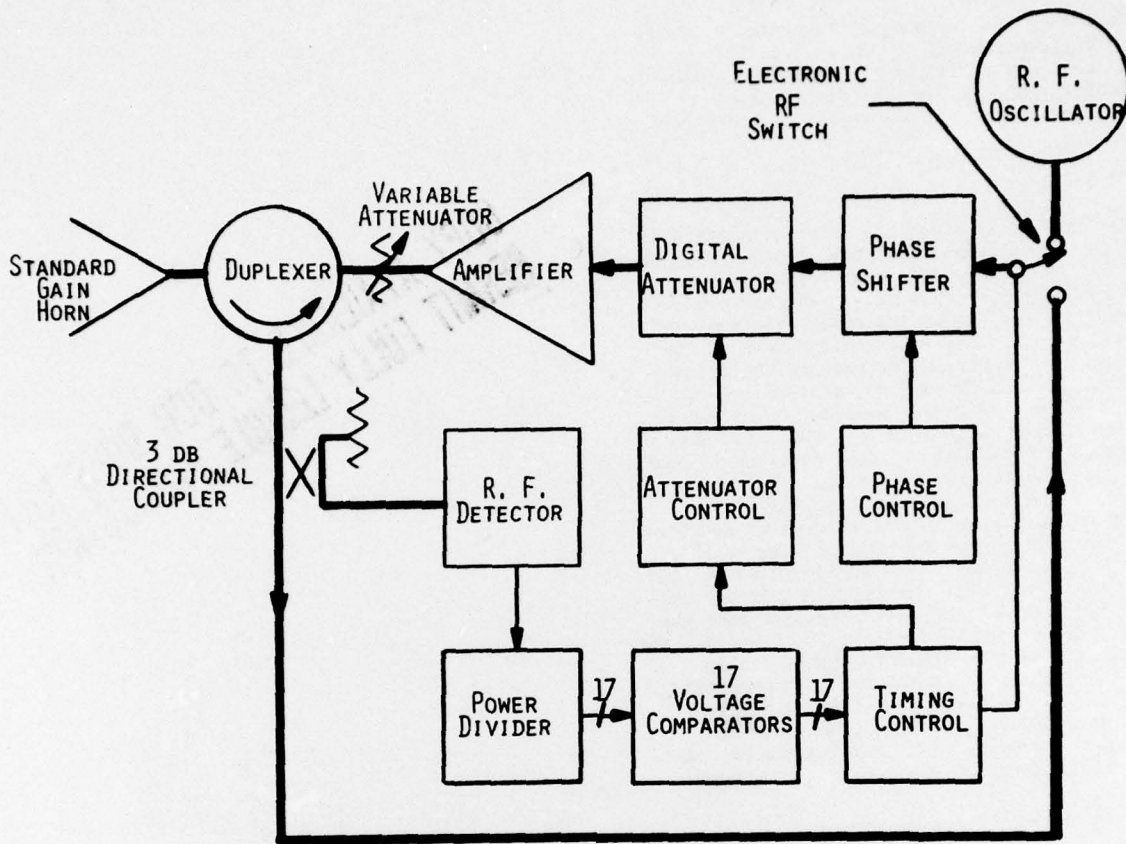 R. F.
OSCILLATOR
ELECTRONIC
RF
SWITCH
VARIABLE
ATTENUATOR
STANDARD
GAIN
HORN
DUPLEXER
AMPLIFIER
DIGITAL
ATTENUATOR
PHASE
SHIFTER
3 DB
DIRECTIONAL
COUPLER
R. F.
DETECTOR
ATTENUATOR
CONTROL
PHASE
CONTROL
POWER
DIVIDER
17
17
VOLTAGE
COMPARATORS
17
TIMING
CONTROL